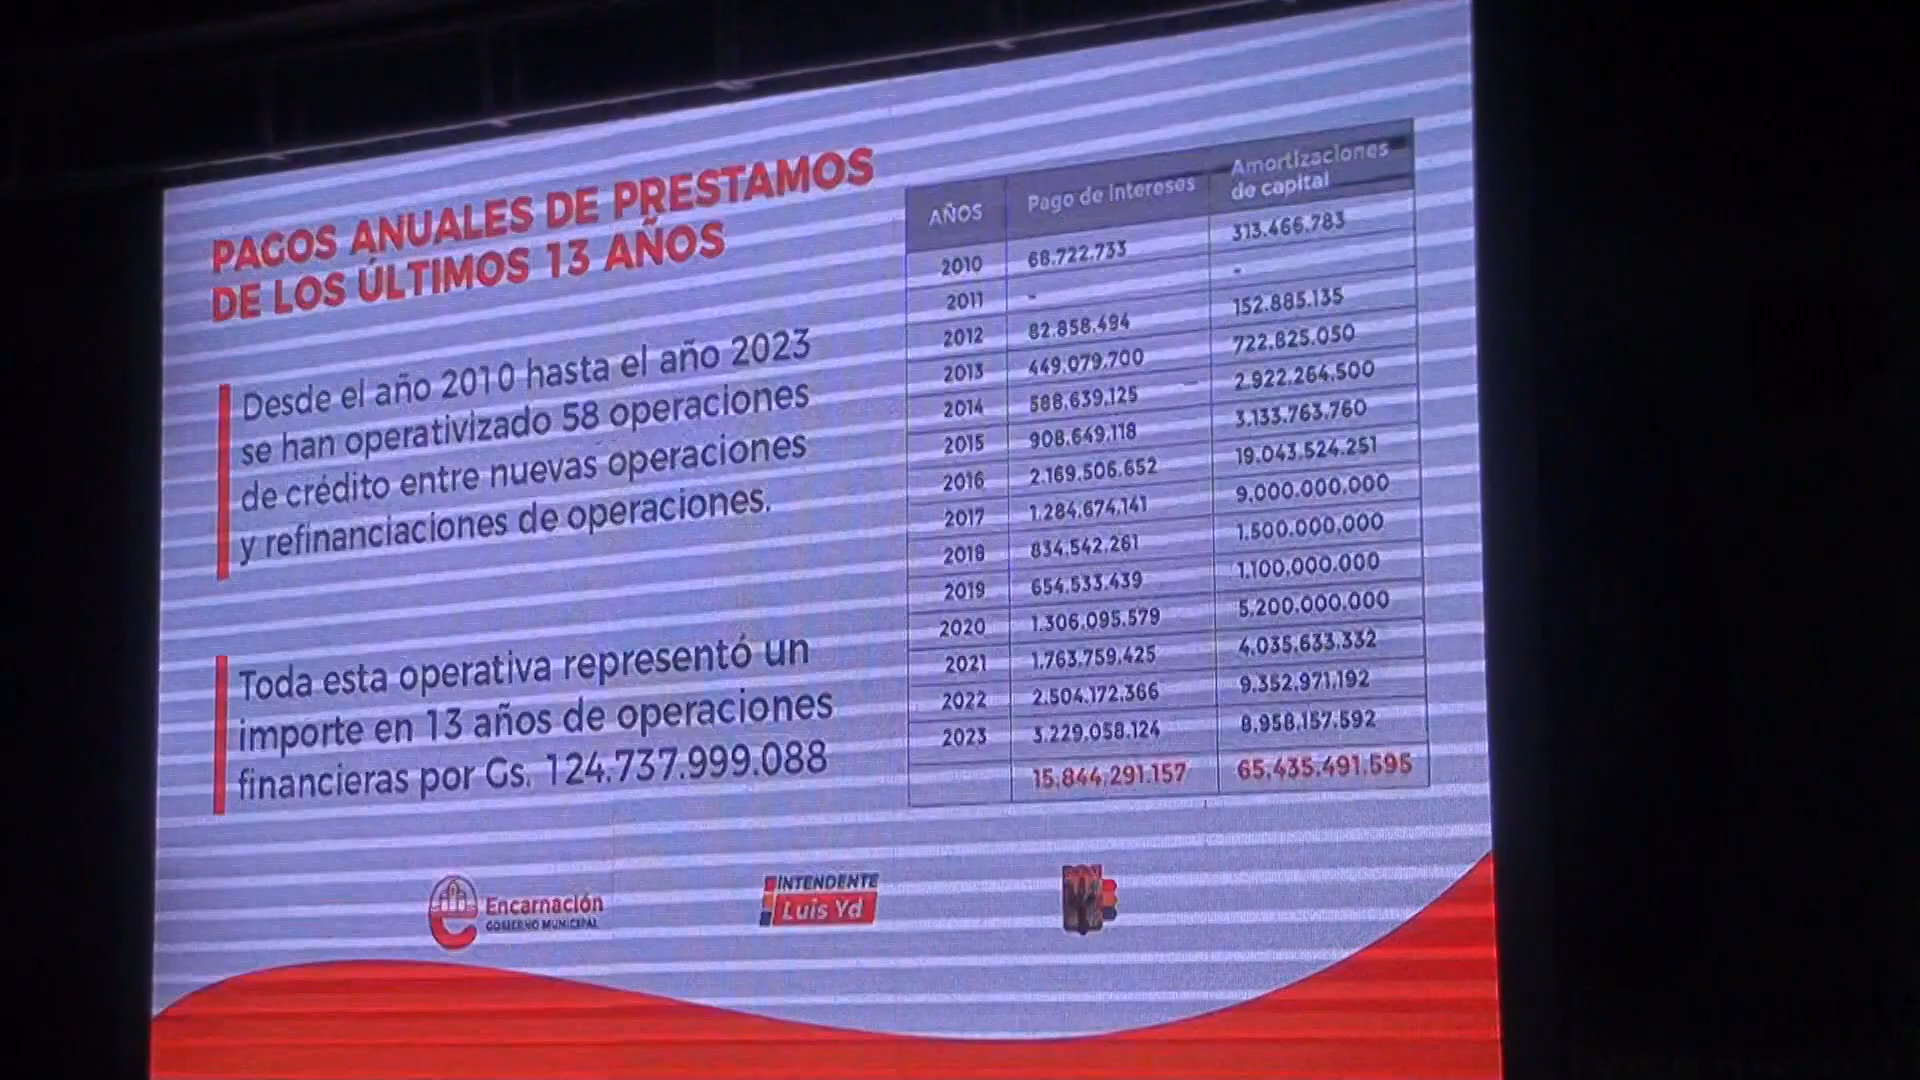 PAGOS ANUALES DE PRESTAMOS
DE LOS ÚLTIMOS 13 AÑOS
Desde el año 2010 hasta el año 2023
se han operativizado 58 operaciones
de crédito entre nuevas operaciones
y refinanciaciones de operaciones.
Toda esta operativa representó un
importe en 13 años de operaciones
financieras por Gs. 124.737.999.088
AÑOS Pago de Intereses Amortizaciones de capital
2010 68.722.733 313.466.783
2011 - -
2012 82.858.494 152.885.135
2013 449.079.700 722.825.050
2014 588.639.125 2.922.264.500
2015 908.649.118 3.133.763.760
2016 2.169.506.652 19.043.524.251
2017 1.284.674.141 9.000.000.000
2018 834.542.261 1.500.000.000
2019 654.533.439 1.100.000.000
2020 1.306.095.579 5.200.000.000
2021 1.763.759.425 4.035.633.332
2022 2.504.172.366 9.352.971.192
2023 3.229.058.124 8.958.157.592
15.844.291.157 65.435.491.595
Encarnación
GOBIERNO MUNICIPAL
INTENDENTE
Luis Yd